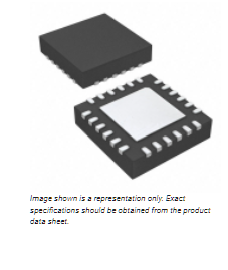 Image shown is a representation only. Exact
specifications should be obtained from the product
data sheet.